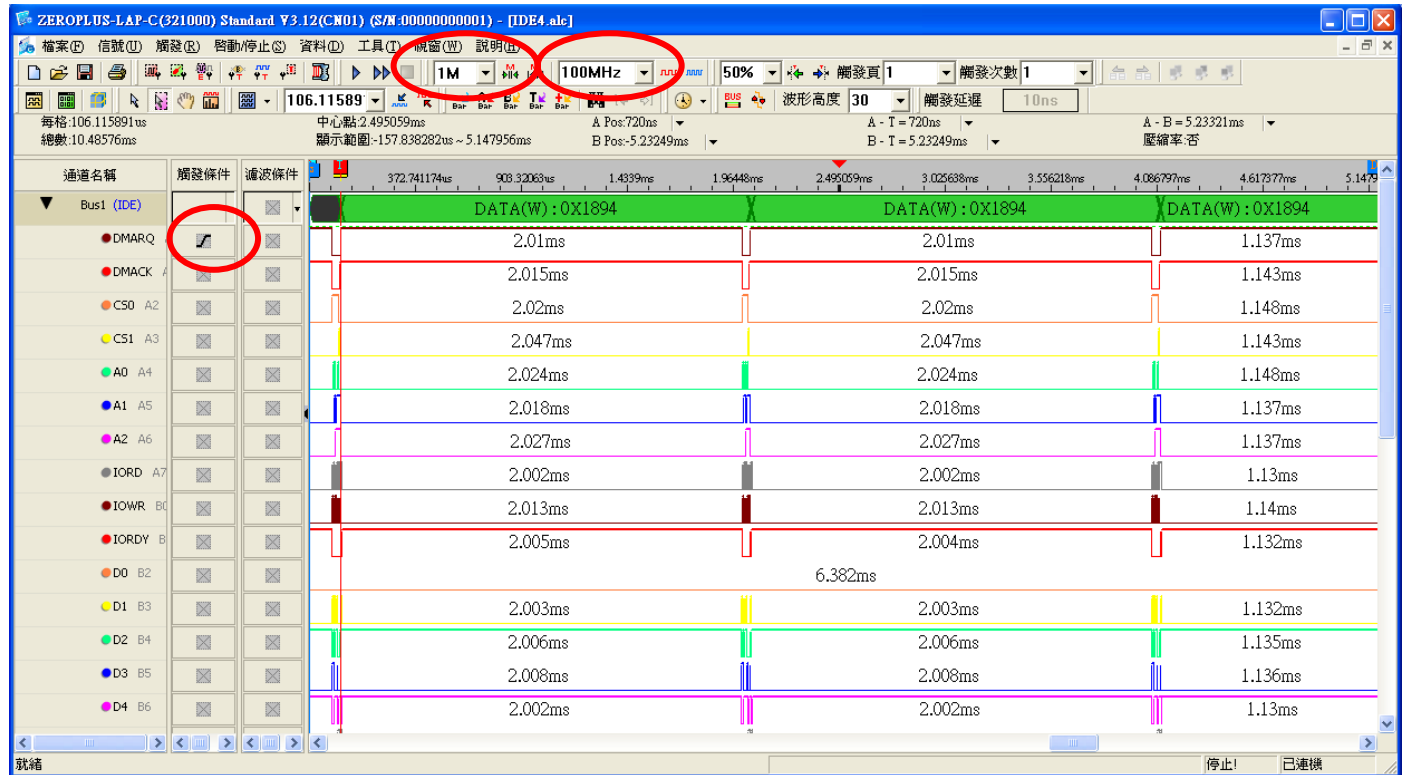 ZEROPLUS-LAP-C(321000) Standard V3.12(CN01) (S/N:00000000001) - [IDE4.alc]
檔案(F) 信號(U) 觸發(R) 啟動/停止(S) 資料(D) 工具(T) 視窗(W) 說明(H)
1M 100MHz 50% 觸發頁 1 觸發次數 1
106.11589 Bar Bar Bar Bar Bar 波形高度 30 觸發延遲 10ns
每格:106.115891us 中心點:2.495059ms A Pos:720ns A - T = 720ns A - B = 5.23321ms
總數:10.48576ms 顯示範圍:-157.838282us ~ 5.147956ms B Pos:-5.23249ms B - T = 5.23249ms 壓縮率:否
通道名稱 觸發條件 濾波條件 372.741174us 903.32063us 1.4339ms 1.96448ms 2.495059ms 3.025638ms 3.556218ms 4.086797ms 4.617377ms 5.1479
Bus1 (IDE) DATA(W) : 0X1894 DATA(W) : 0X1894 DATA(W) : 0X1894
DMARQ 2.01ms 2.01ms 1.137ms
DMACK 2.015ms 2.015ms 1.143ms
CS0 A2 2.02ms 2.02ms 1.148ms
CS1 A3 2.047ms 2.047ms 1.143ms
A0 A4 2.024ms 2.024ms 1.148ms
A1 A5 2.018ms 2.018ms 1.137ms
A2 A6 2.027ms 2.027ms 1.137ms
IORD A7 2.002ms 2.002ms 1.13ms
IOWR B0 2.013ms 2.013ms 1.14ms
IORDY B 2.005ms 2.004ms 1.132ms
D0 B2 6.382ms
D1 B3 2.003ms 2.003ms 1.132ms
D2 B4 2.006ms 2.006ms 1.135ms
D3 B5 2.008ms 2.008ms 1.136ms
D4 B6 2.002ms 2.002ms 1.13ms
就緒 停止! 已連機